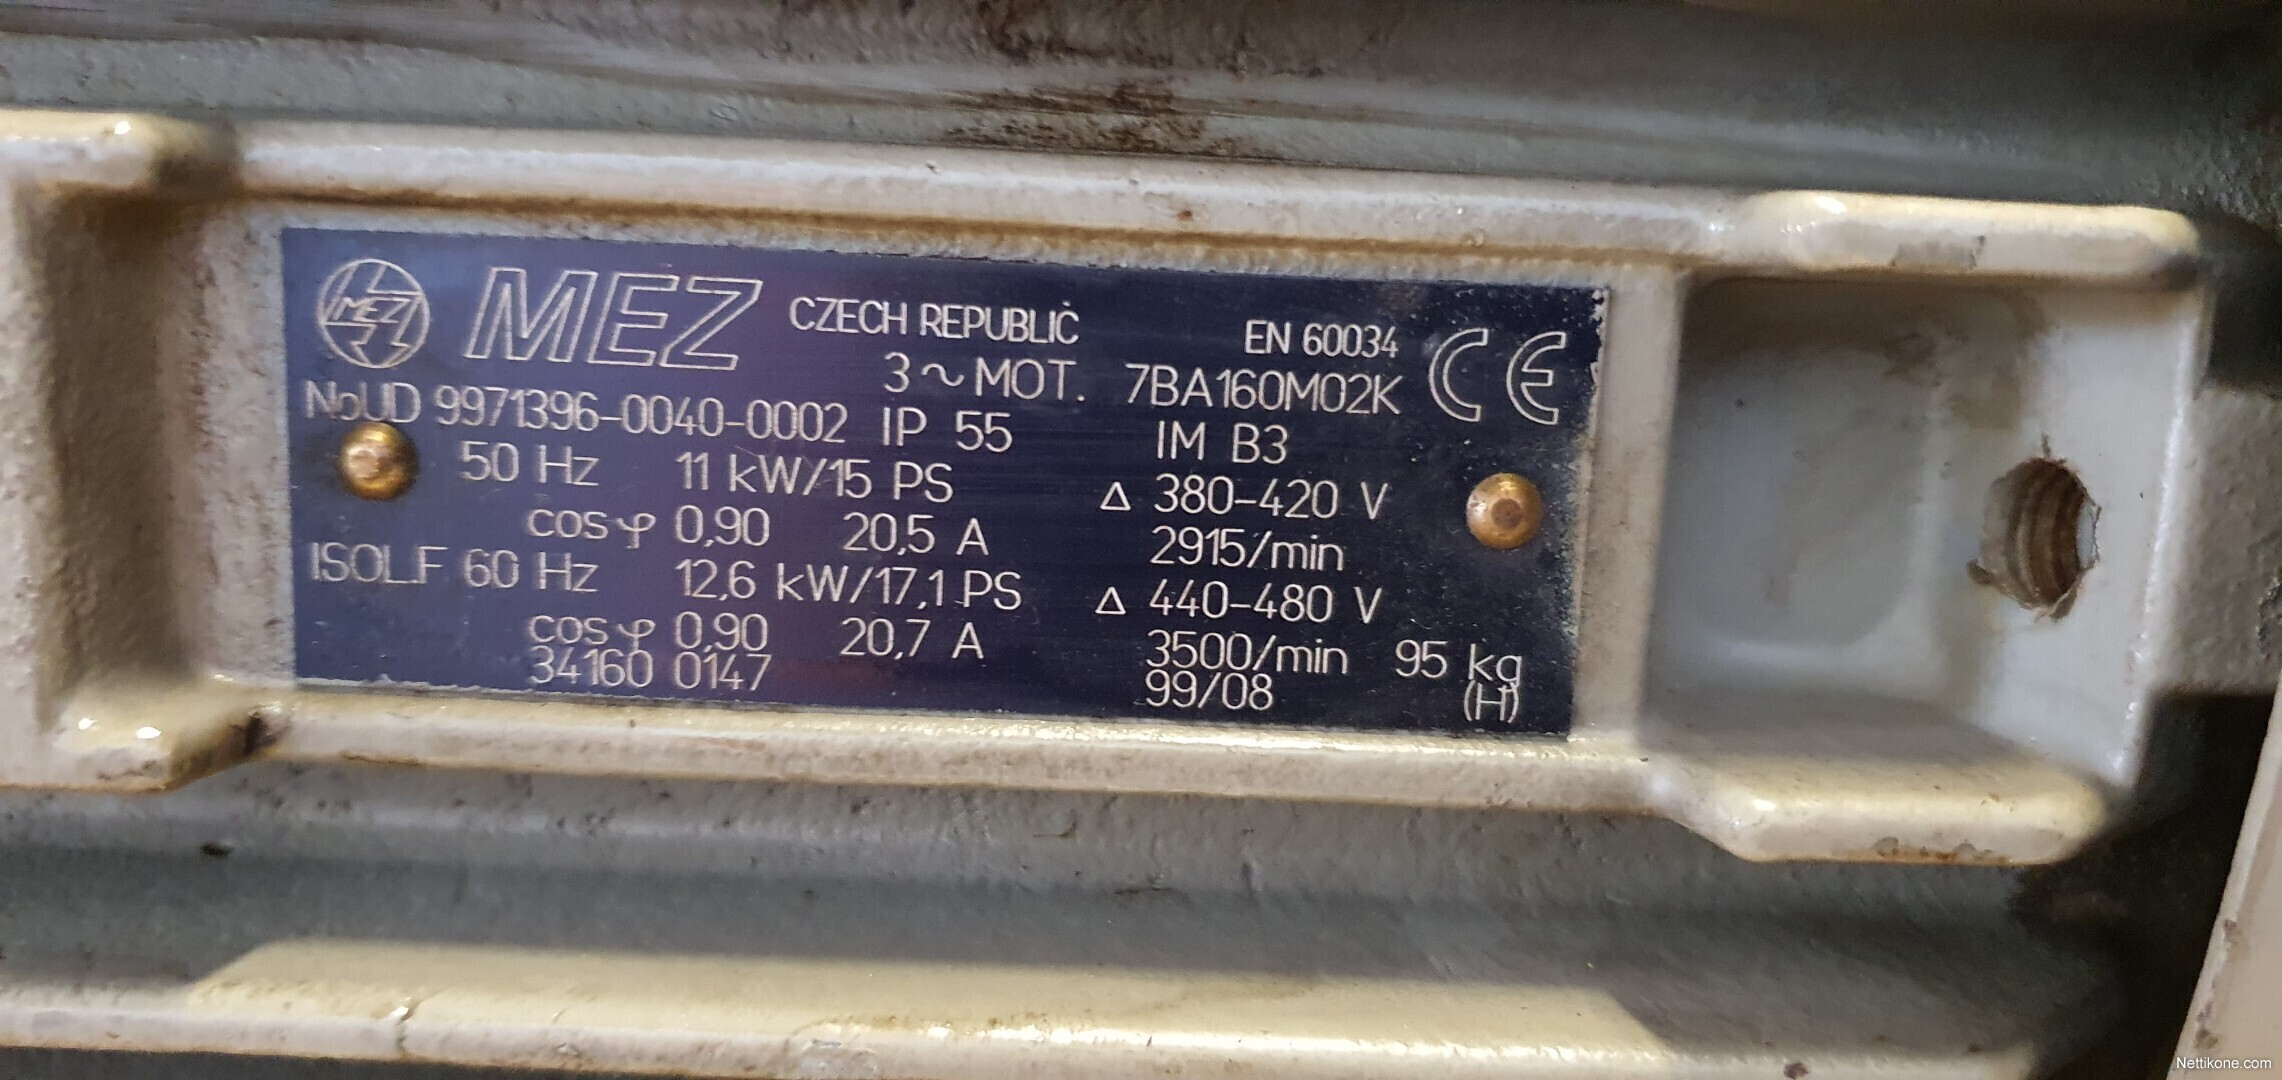 MEZ MEZ CZECH REPUBLIC EN 60034 CE
3~MOT. 7BA160M02K
NoUD 9971396-0040-0002 IP 55 IM B3
50 Hz 11 kW/15 PS Δ 380-420 V
cos φ 0,90 20,5 A 2915/min
ISOL.F 60 Hz 12,6 kW/17,1 PS Δ 440-480 V
cos φ 0,90 20,7 A 3500/min 95 kg
34160 0147 99/08 (H)
Nettikone.com